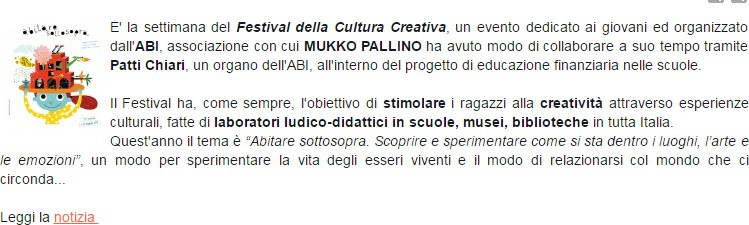 abitare
sottosopra
E' la settimana del Festival della Cultura Creativa, un evento dedicato ai giovani ed organizzato
dall'ABI, associazione con cui MUKKO PALLINO ha avuto modo di collaborare a suo tempo tramite
Patti Chiari, un organo dell'ABI, all'interno del progetto di educazione finanziaria nelle scuole.
Il Festival ha, come sempre, l'obiettivo di stimolare i ragazzi alla creatività attraverso esperienze
culturali, fatte di laboratori ludico-didattici in scuole, musei, biblioteche in tutta Italia.
Quest'anno il tema è “Abitare sottosopra. Scoprire e sperimentare come si sta dentro i luoghi, l’arte e
le emozioni”, un modo per sperimentare la vita degli esseri viventi e il modo di relazionarsi col mondo che ci
circonda...
Leggi la notizia